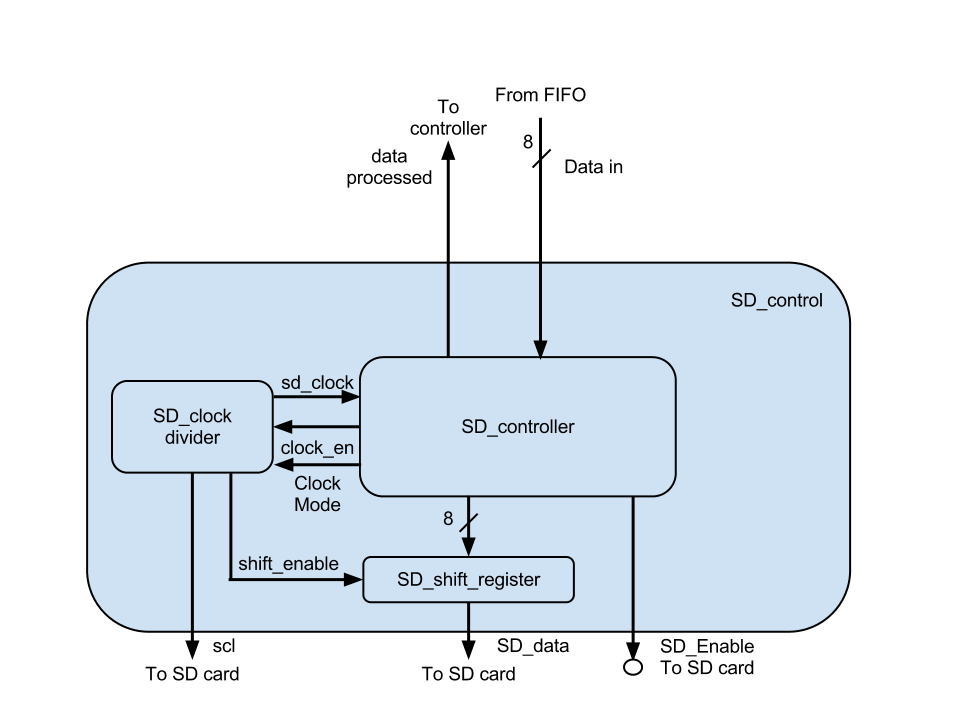 From FIFO
To
controller
8
data
processed
Data in
SD_control
sd_clock
SD_clock
divider
SD_controller
clock_en
Clock
Mode
8
shift_enable
SD_shift_register
scl
To SD card
SD_data
To SD card
SD_Enable
To SD card